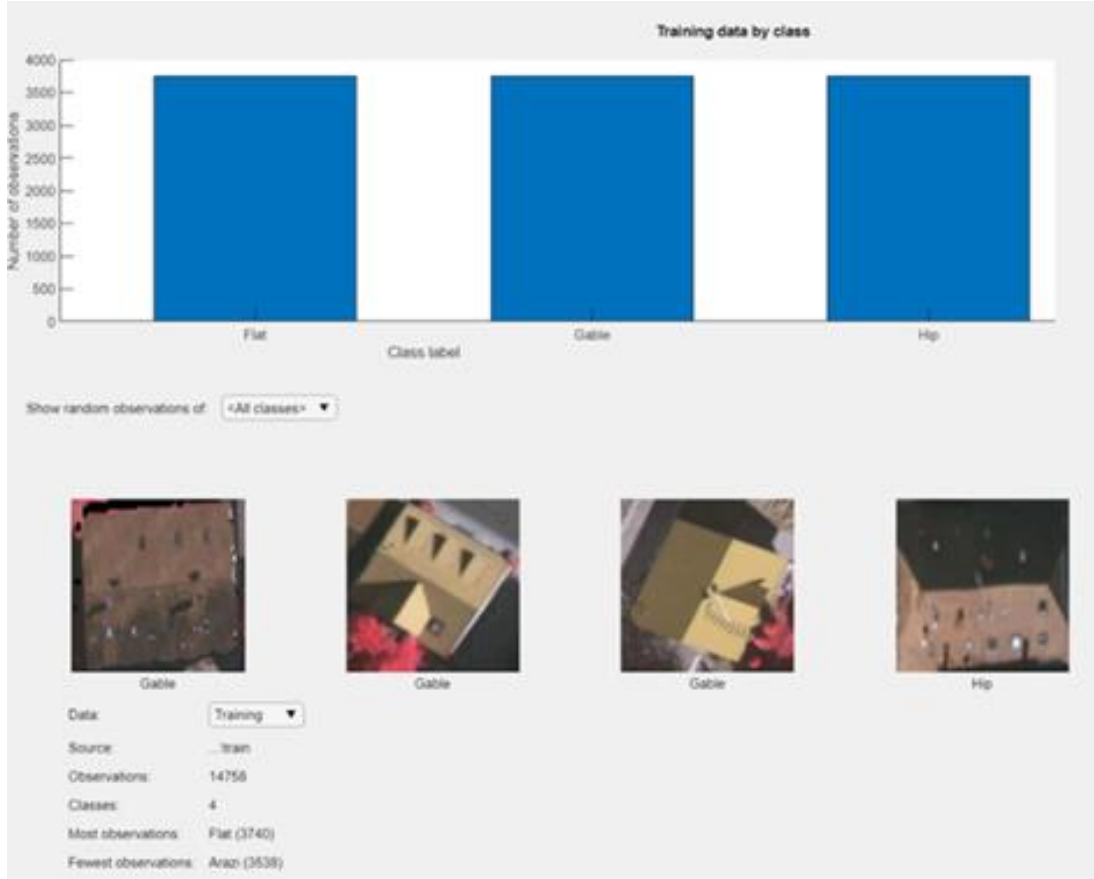 Training data by class
4000
3500
3000
2500
2000
1500
1000
500
0
Number of observations
Flat Gable Hip
Class label
Show random observations of: <All classes>
Gable Gable Gable Hip
Data: Training
Source: ...train
Observations: 14758
Classes: 4
Most observations: Flat (3740)
Fewest observations: Arazi (3538)